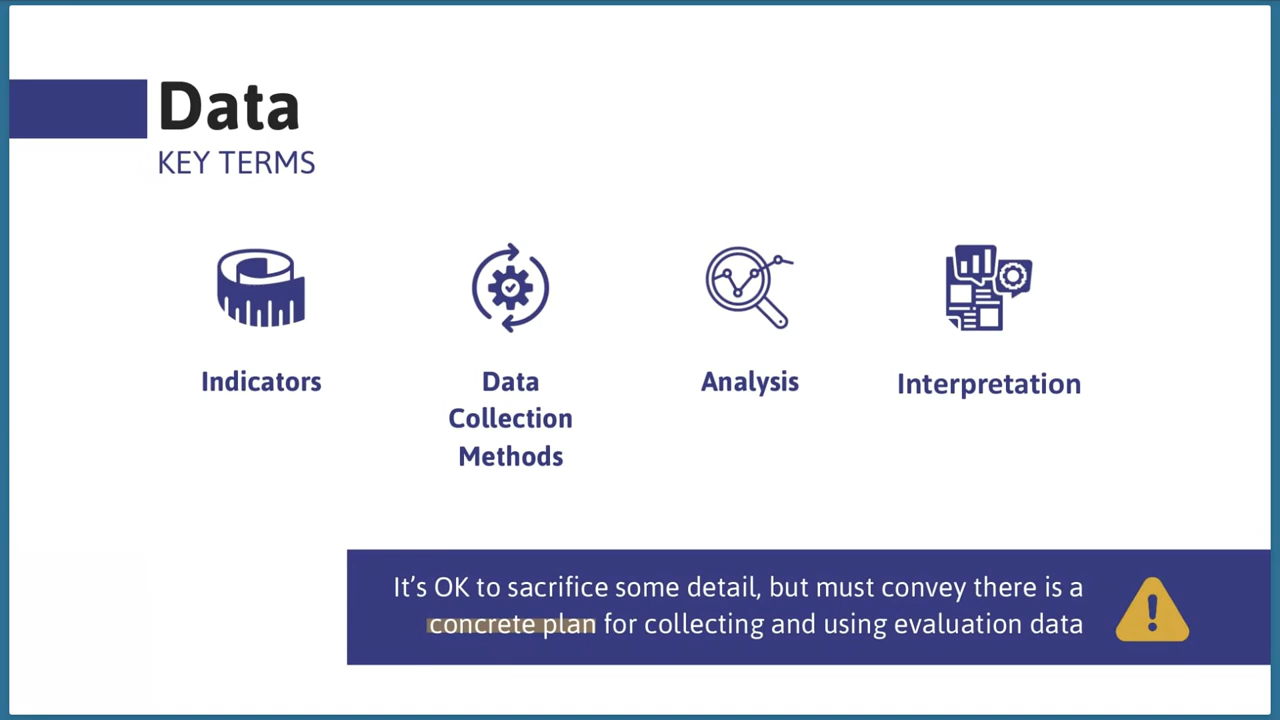 Data
KEY TERMS
Indicators
Data
Collection
Methods
Analysis
Interpretation
It’s OK to sacrifice some detail, but must convey there is a
concrete plan for collecting and using evaluation data